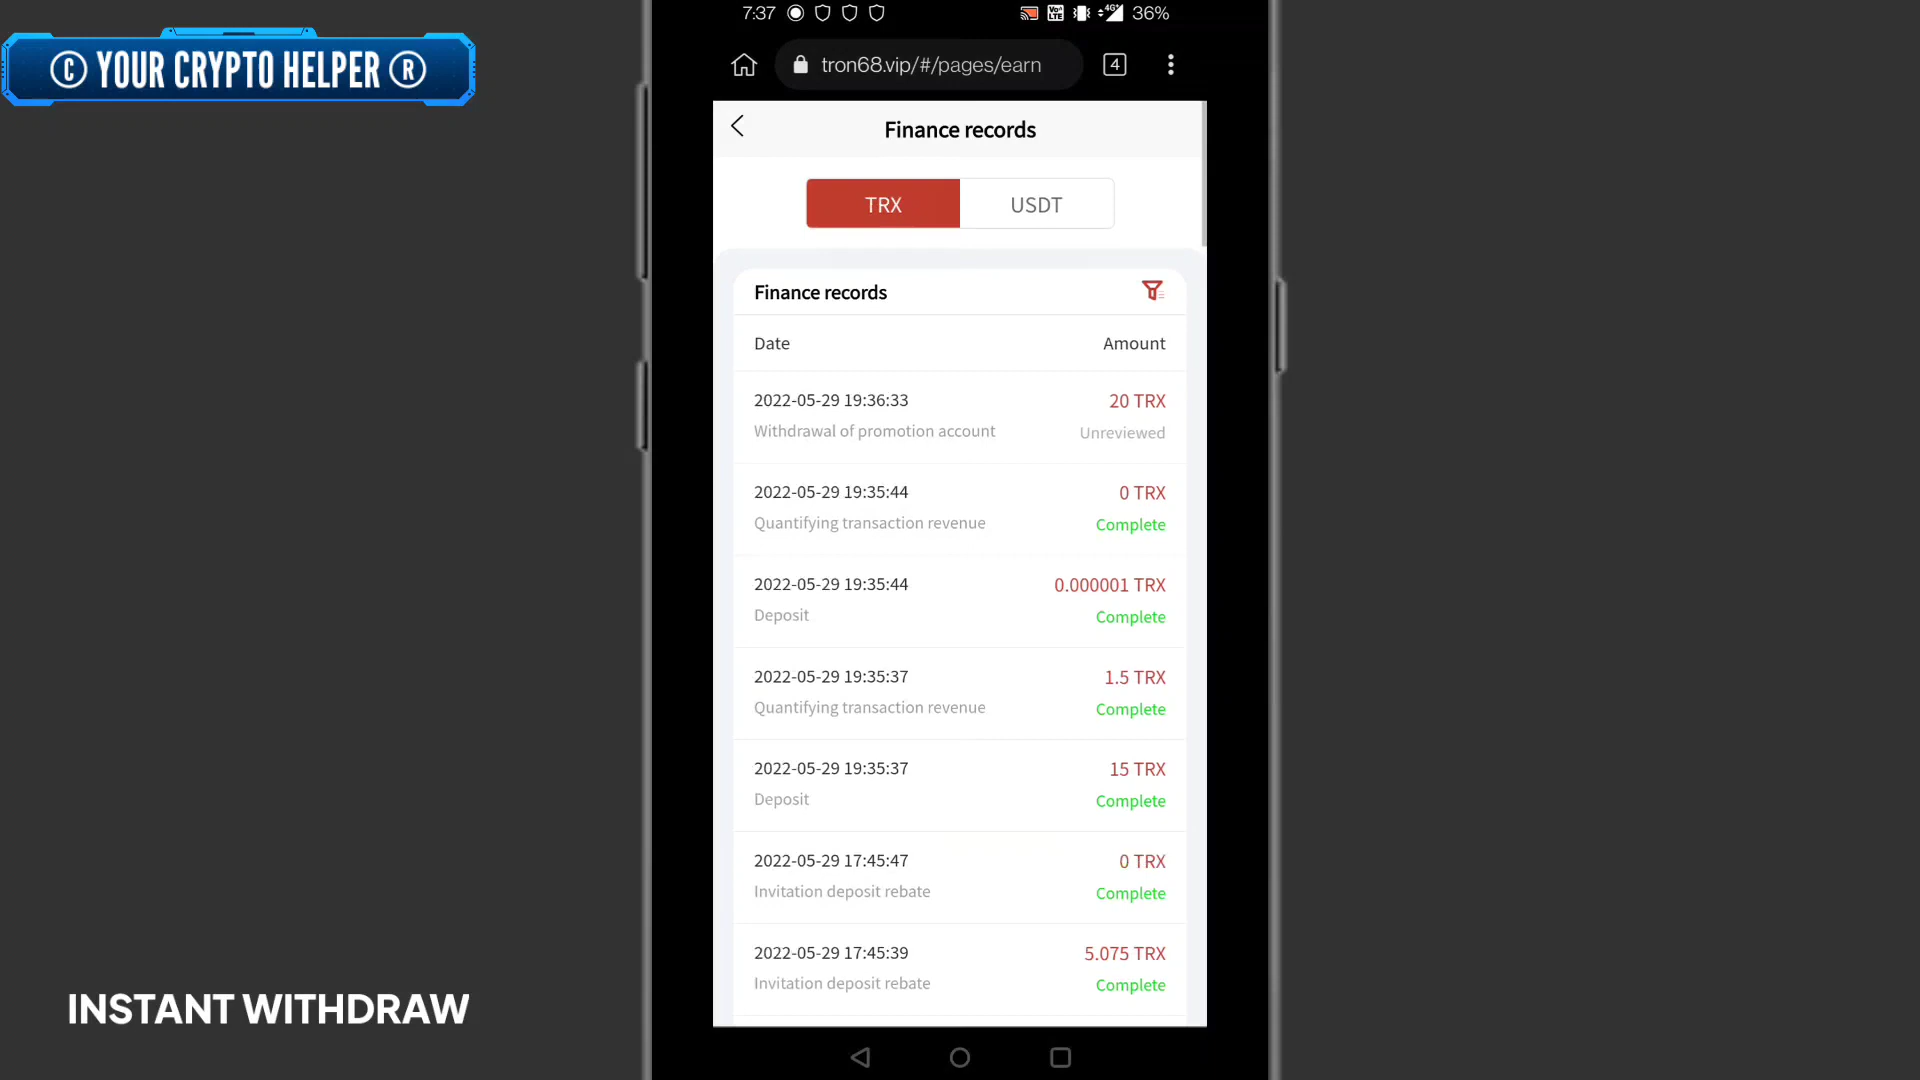 © YOUR CRYPTO HELPER ®
7:37
Vo LTE
4G+
36%
tron68.vip/#/pages/earn
4
Finance records
TRX
USDT
Finance records
Date
Amount
2022-05-29 19:36:33
20 TRX
Withdrawal of promotion account
Unreviewed
2022-05-29 19:35:44
0 TRX
Quantifying transaction revenue
Complete
2022-05-29 19:35:44
0.000001 TRX
Deposit
Complete
2022-05-29 19:35:37
1.5 TRX
Quantifying transaction revenue
Complete
2022-05-29 19:35:37
15 TRX
Deposit
Complete
2022-05-29 17:45:47
0 TRX
Invitation deposit rebate
Complete
2022-05-29 17:45:39
5.075 TRX
Invitation deposit rebate
Complete
INSTANT WITHDRAW